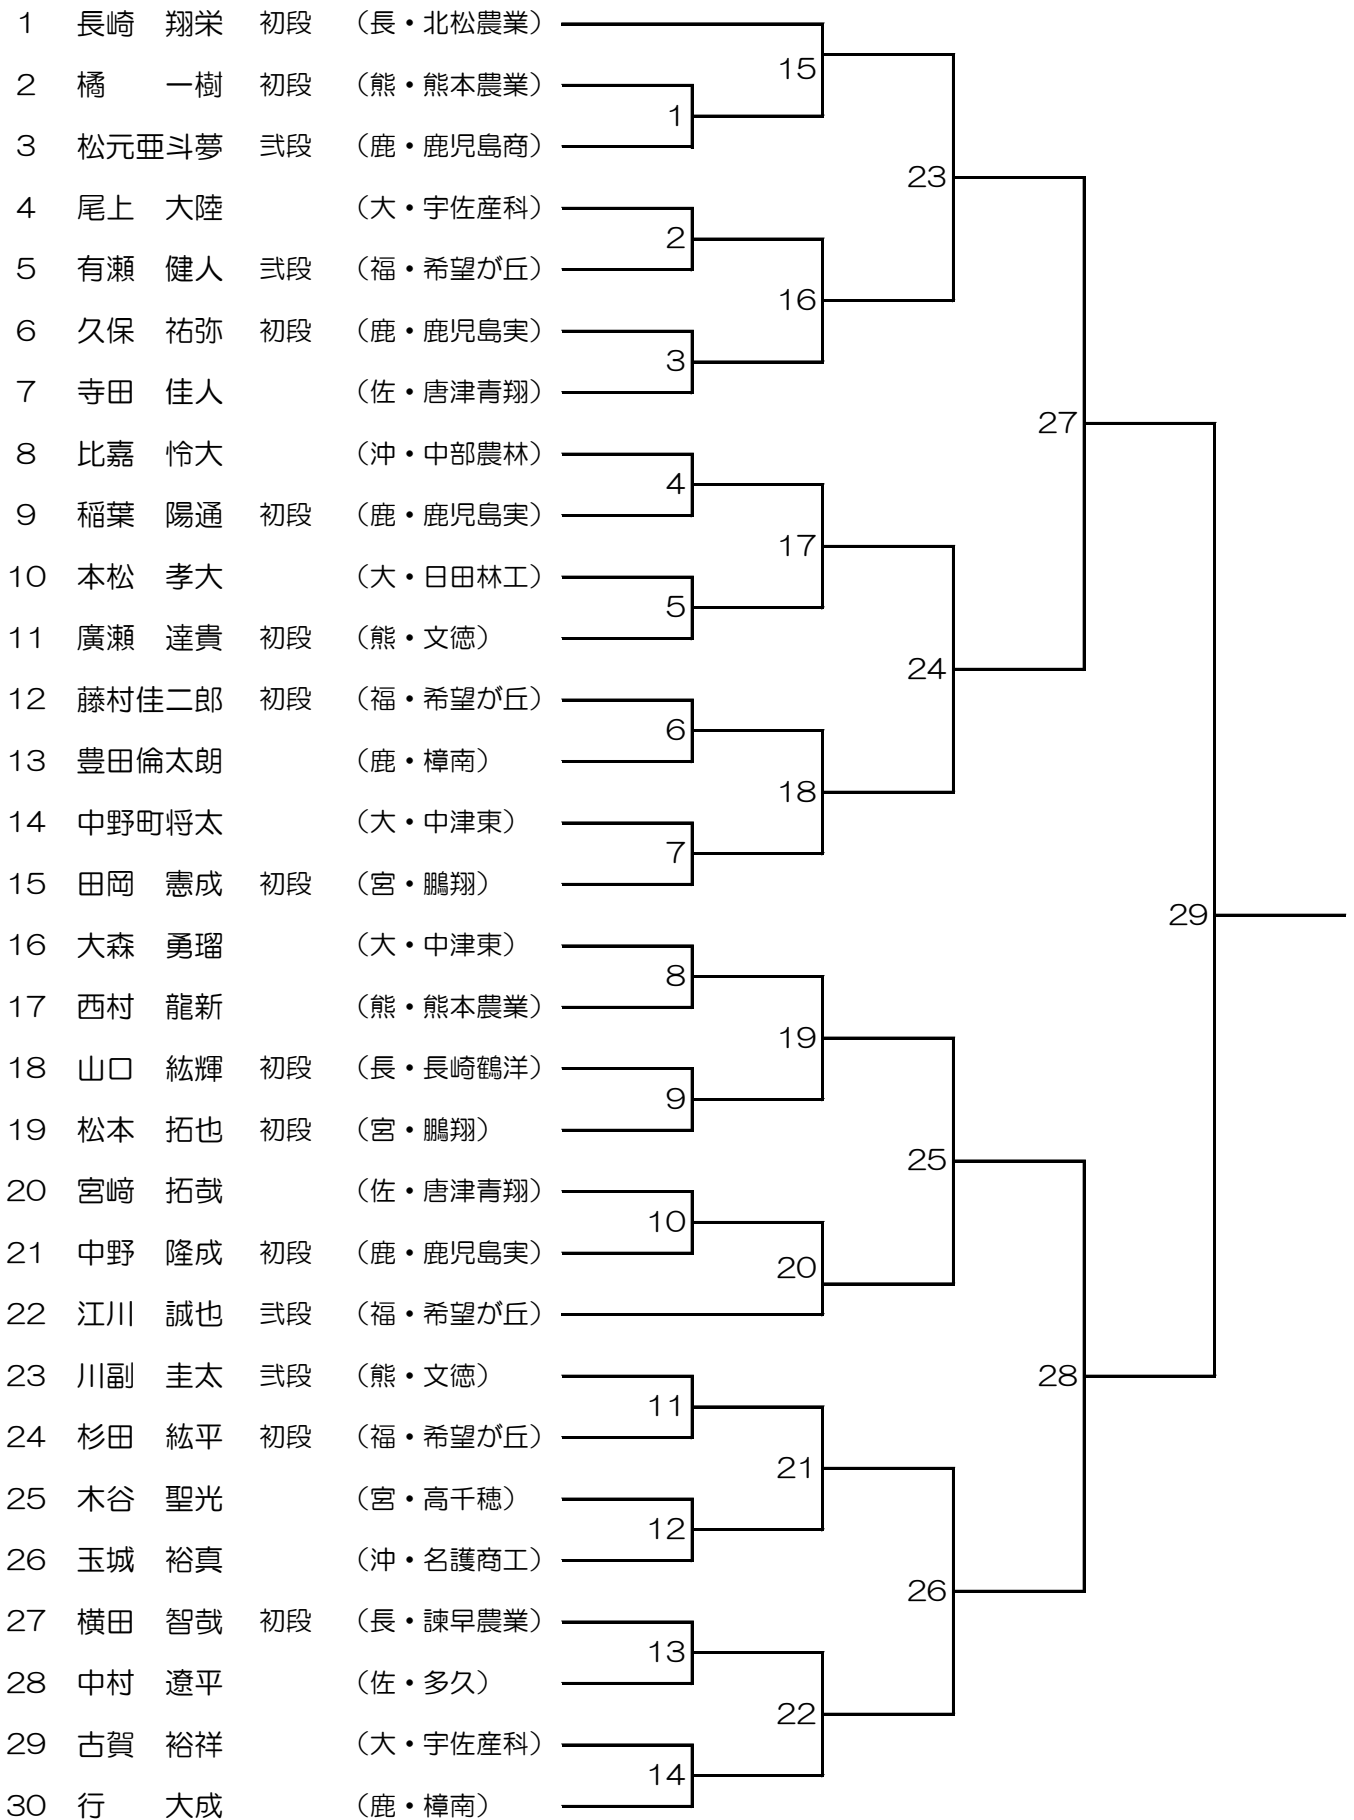 1 長崎 翔栄 初段 （長・北松農業）
15
2 橘 一樹 初段 （熊・熊本農業）
1
3 松元亜斗夢 弐段 （鹿・鹿児島商）
23
4 尾上 大陸 （大・宇佐産科）
2
5 有瀬 健人 弐段 （福・希望が丘）
16
6 久保 祐弥 初段 （鹿・鹿児島実）
3
7 寺田 佳人 （佐・唐津青翔）
27
8 比嘉 怜大 （沖・中部農林）
4
9 稲葉 陽通 初段 （鹿・鹿児島実）
17
10 本松 孝大 （大・日田林工）
5
11 廣瀬 達貴 初段 （熊・文徳）
24
12 藤村佳二郎 初段 （福・希望が丘）
6
13 豊田倫太朗 （鹿・樟南）
18
14 中野町将太 （大・中津東）
7
15 田岡 憲成 初段 （宮・鵬翔）
29
16 大森 勇瑠 （大・中津東）
8
17 西村 龍新 （熊・熊本農業）
19
18 山口 紘輝 初段 （長・長崎鶴洋）
9
19 松本 拓也 初段 （宮・鵬翔）
25
20 宮﨑 拓哉 （佐・唐津青翔）
10
21 中野 隆成 初段 （鹿・鹿児島実）
20
22 江川 誠也 弐段 （福・希望が丘）
23 川副 圭太 弐段 （熊・文徳）
28
11
24 杉田 紘平 初段 （福・希望が丘）
21
25 木谷 聖光 （宮・高千穂）
12
26 玉城 裕真 （沖・名護商工）
26
27 横田 智哉 初段 （長・諫早農業）
13
28 中村 遼平 （佐・多久）
22
29 古賀 裕祥 （大・宇佐産科）
14
30 行 大成 （鹿・樟南）